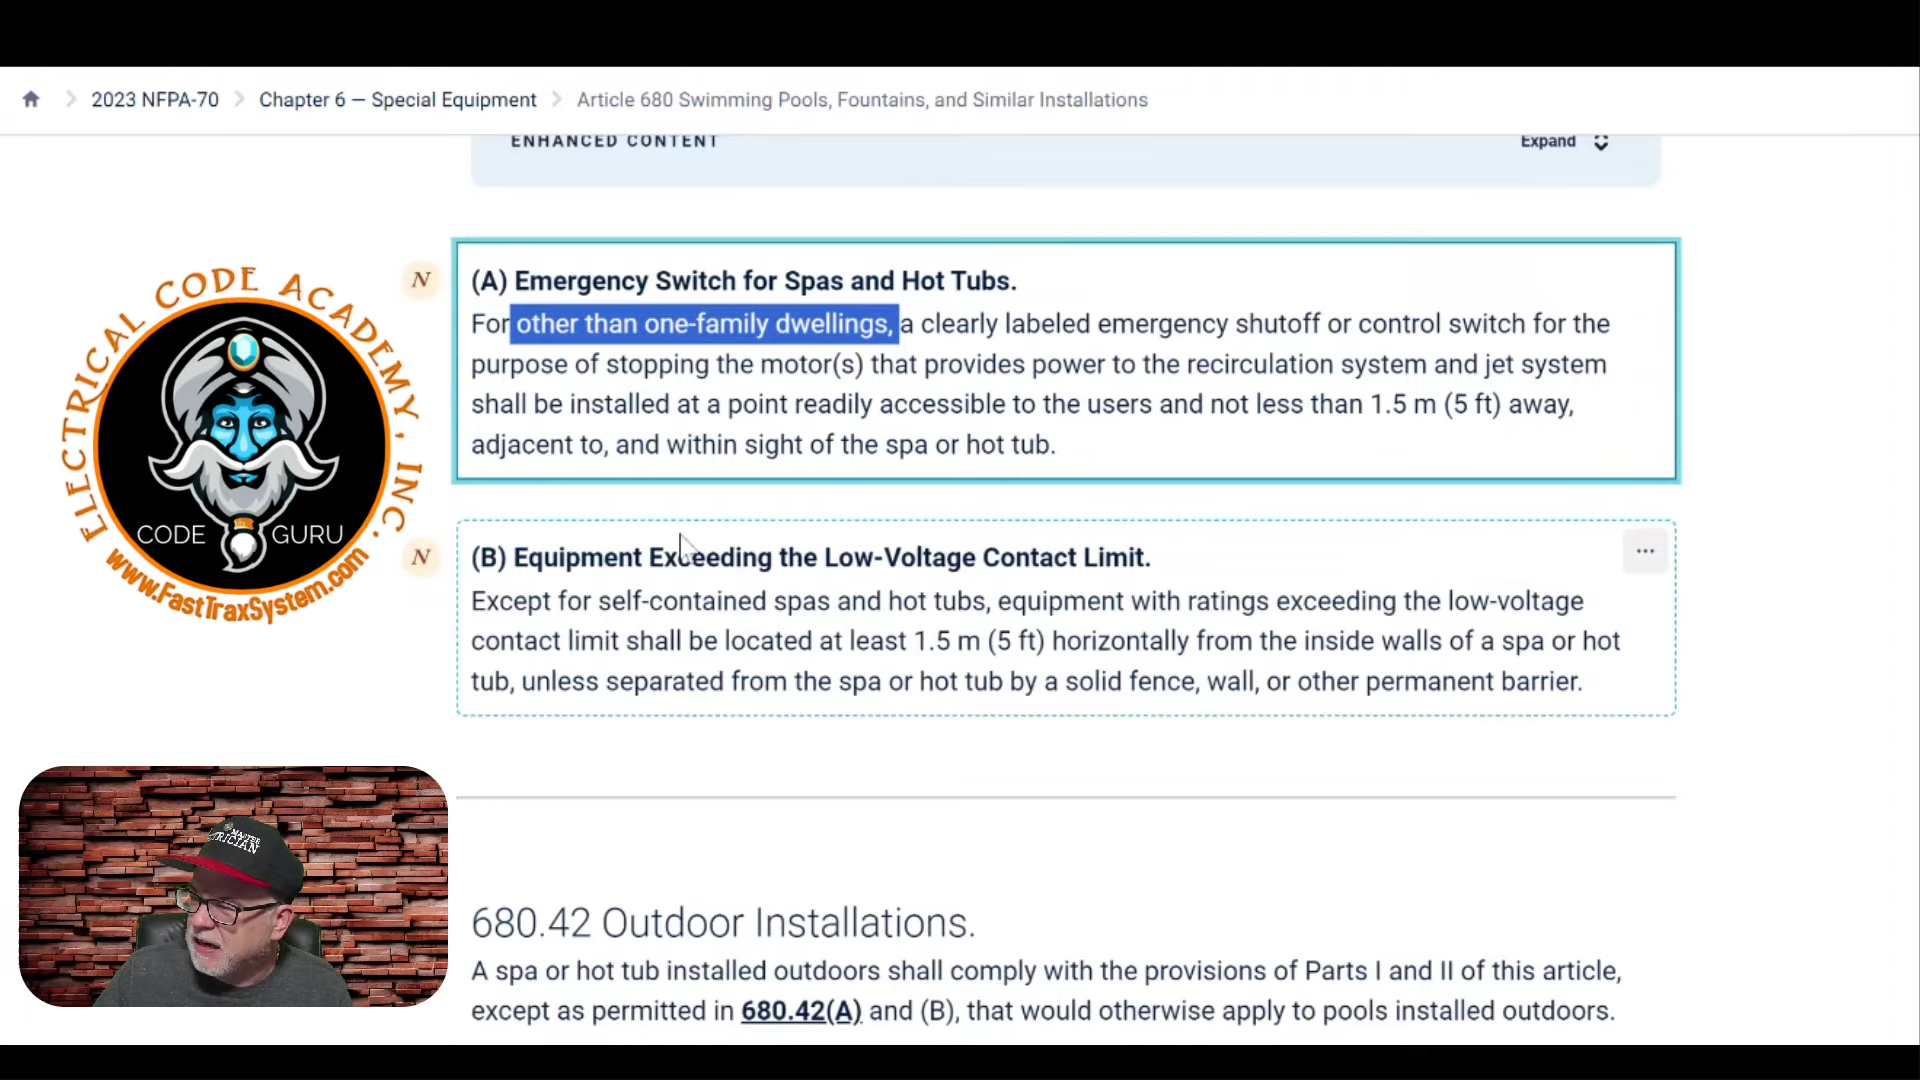 2023 NFPA-70 Chapter 6 — Special Equipment Article 680 Swimming Pools, Fountains, and Similar Installations
ENHANCED CONTENT Expand
N
(A) Emergency Switch for Spas and Hot Tubs.
For other than one-family dwellings, a clearly labeled emergency shutoff or control switch for the
purpose of stopping the motor(s) that provides power to the recirculation system and jet system
shall be installed at a point readily accessible to the users and not less than 1.5 m (5 ft) away,
adjacent to, and within sight of the spa or hot tub.
ELECTRICAL CODE ACADEMY, INC.
CODE GURU
www.FastTraxSystem.com
N
(B) Equipment Exceeding the Low-Voltage Contact Limit.
Except for self-contained spas and hot tubs, equipment with ratings exceeding the low-voltage
contact limit shall be located at least 1.5 m (5 ft) horizontally from the inside walls of a spa or hot
tub, unless separated from the spa or hot tub by a solid fence, wall, or other permanent barrier.
MASTER
680.42 Outdoor Installations.
A spa or hot tub installed outdoors shall comply with the provisions of Parts I and II of this article,
except as permitted in 680.42(A) and (B), that would otherwise apply to pools installed outdoors.